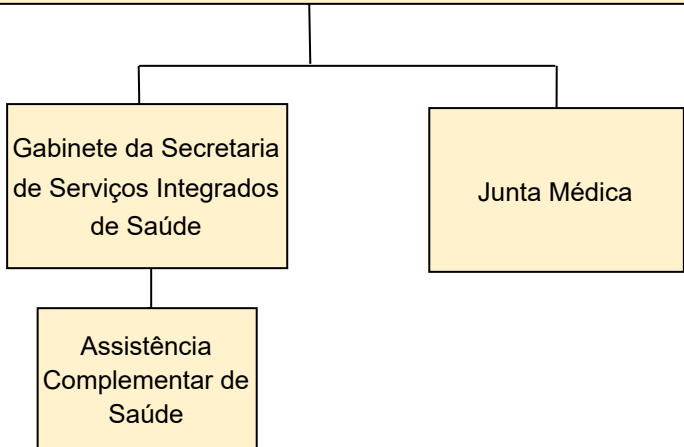 Gabinete da Secretaria
de Serviços Integrados
de Saúde
Junta Médica
Assistência
Complementar de
Saúde